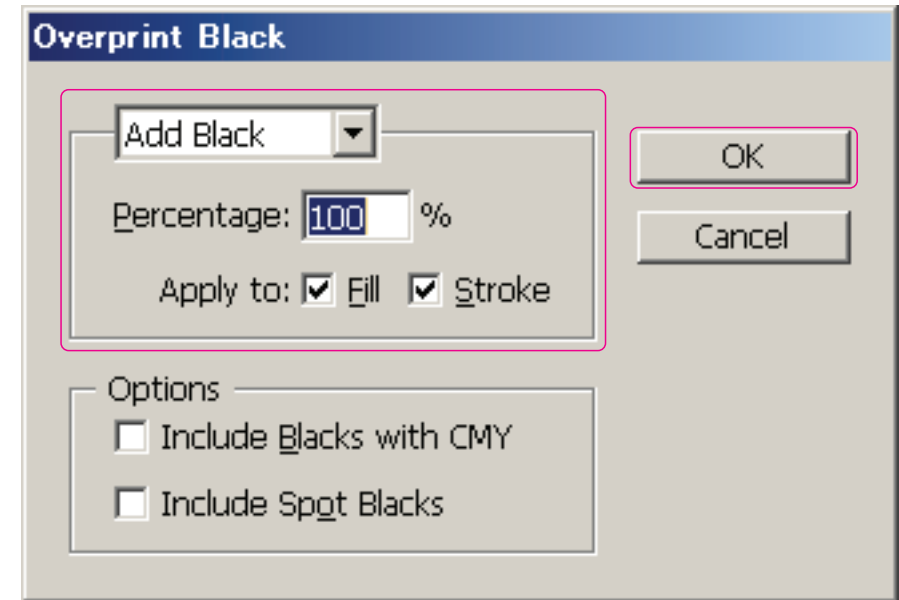 Overprint Black
Add Black
OK
Percentage: 100 %
Cancel
Apply to: Fill Stroke
Options
Include Blacks with CMY
Include Spot Blacks